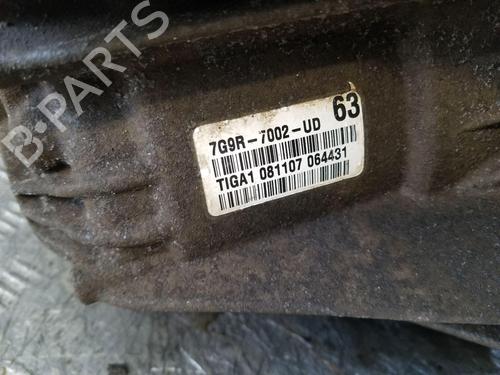 B-PARTS
63
7G9R-7002-UD
TIGA1 081107 064431